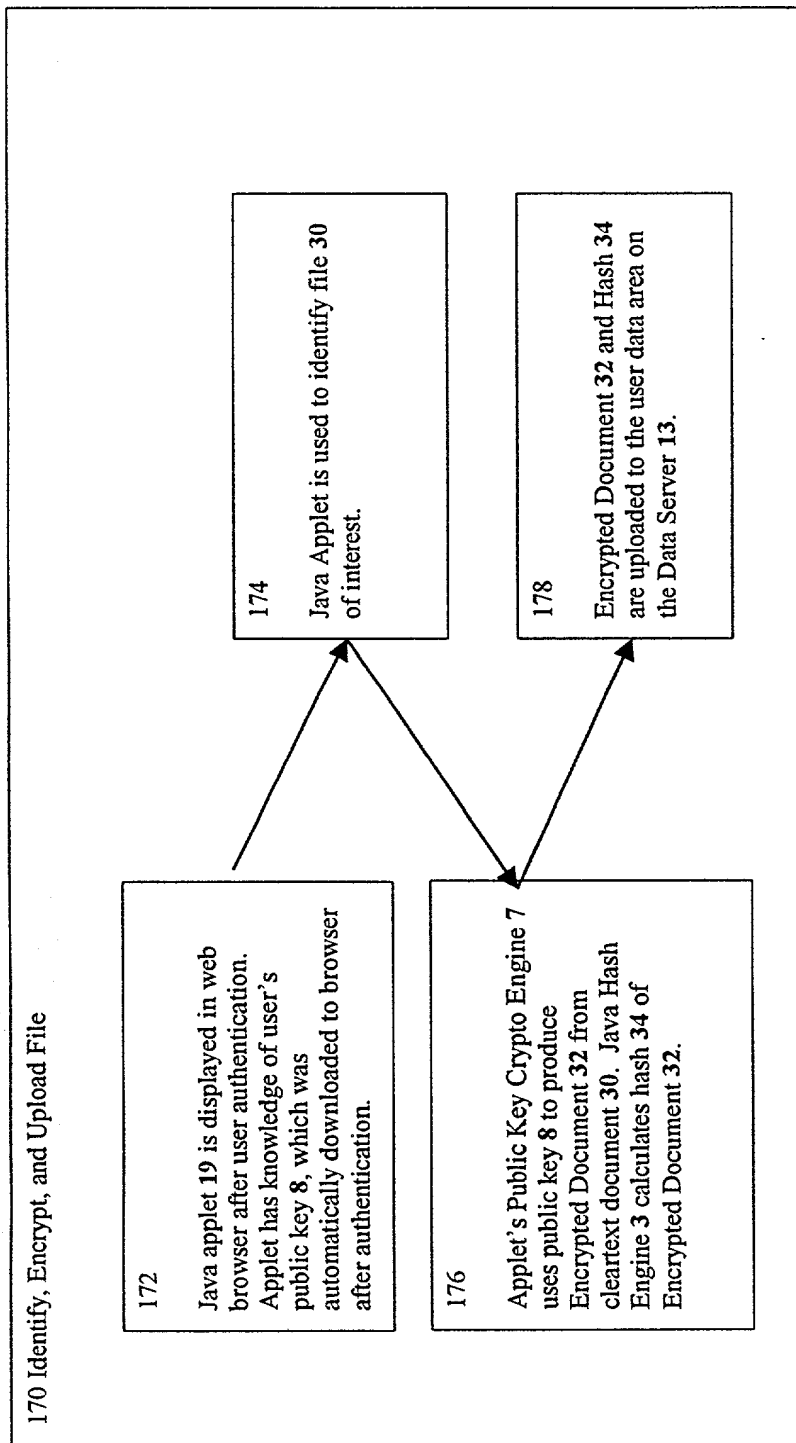 170 Identify, Encrypt, and Upload File
172
Java applet 19 is displayed in web
browser after user authentication.
Applet has knowledge of user's
public key 8, which was
automatically downloaded to browser
after authentication.
174
Java Applet is used to identify file 30
of interest.
176
Applet's Public Key Crypto Engine 7
uses public key 8 to produce
Encrypted Document 32 from
cleartext document 30. Java Hash
Engine 3 calculates hash 34 of
Encrypted Document 32.
178
Encrypted Document 32 and Hash 34
are uploaded to the user data area on
the Data Server 13.